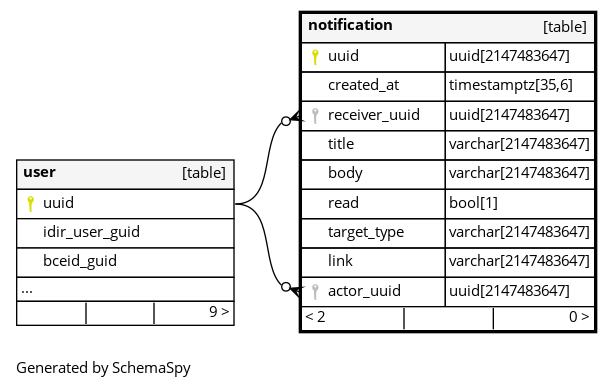 notification [table]
uuid uuid[2147483647]
created_at timestamptz[35,6]
receiver_uuid uuid[2147483647]
title varchar[2147483647]
body varchar[2147483647]
read bool[1]
target_type varchar[2147483647]
link varchar[2147483647]
actor_uuid uuid[2147483647]
< 2 0 >
user [table]
uuid
idir_user_guid
bceid_guid
...
9 >
Generated by SchemaSpy